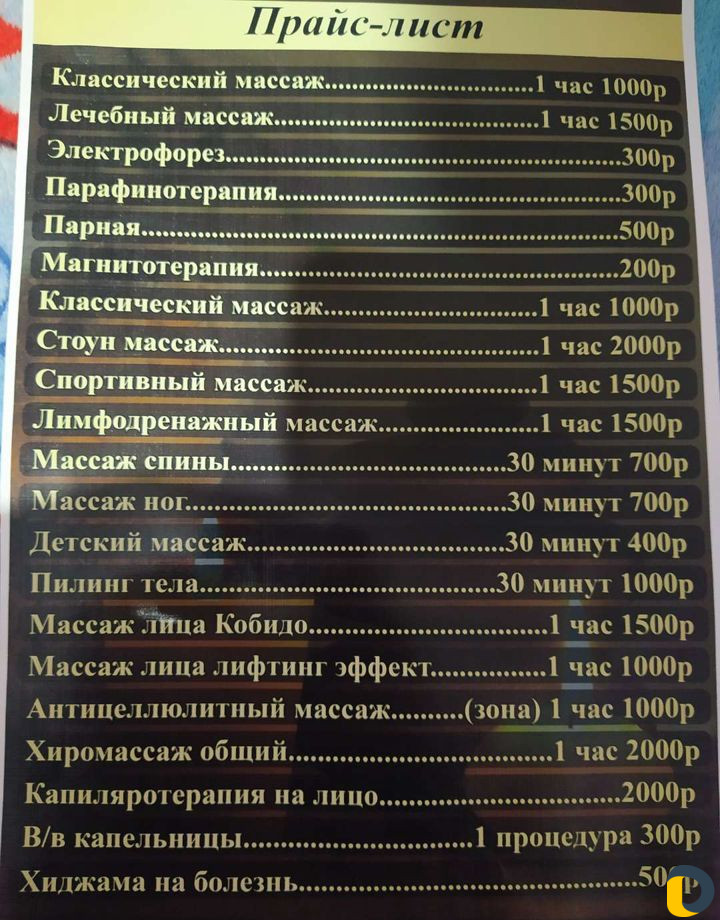 Прайс-лист
Классический массаж................................1 час 1000р
Лечебный массаж........................................1 час 1500р
Электрофорез............................................................300р
Парафинотерапия....................................................300р
Парная........................................................................500р
Магнитотерапия......................................................200р
Классический массаж................................1 час 1000р
Стоун массаж................................................1 час 2000р
Спортивный массаж...................................1 час 1500р
Лимфодренажный массаж........................1 час 1500р
Массаж спины.........................................30 минут 700р
Массаж ног................................................30 минут 700р
Детский массаж......................................30 минут 400р
Пилинг тела............................................30 минут 1000р
Массаж лица Кобидо...................................1 час 1500р
Массаж лица лифтинг эффект.................1 час 1000р
Антицеллюлитный массаж..........(зона) 1 час 1000р
Хиромассаж общий.......................................1 час 2000р
Капиляротерапия на лицо....................................2000р
В/в капельницы..................................1 процедура 300р
Хиджама на болезнь..................................................